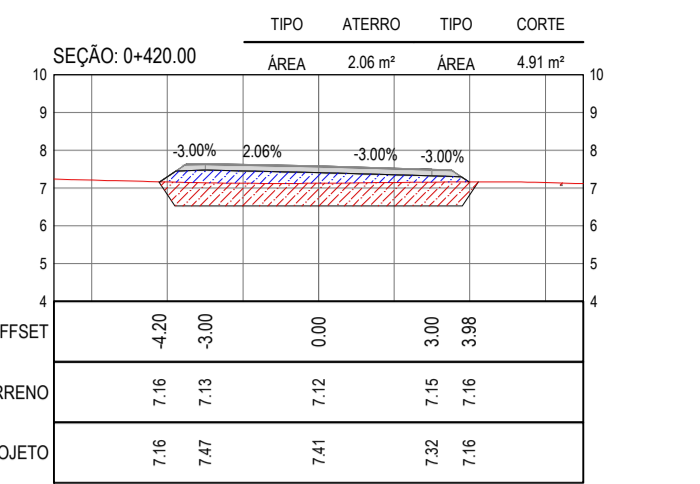 TIPO ATERRO TIPO CORTE
SEÇÃO: 0+420.00 ÁREA 2.06 m² ÁREA 4.91 m²
10 10
9 9
8 8
-3.00% 2.06% -3.00% -3.00%
7 7
6 6
5 5
4 4
FFSET -4.20 -3.00 0.00 3.00 3.98
RRENO 7.16 7.13 7.12 7.15 7.16
OJETO 7.16 7.47 7.41 7.32 7.16